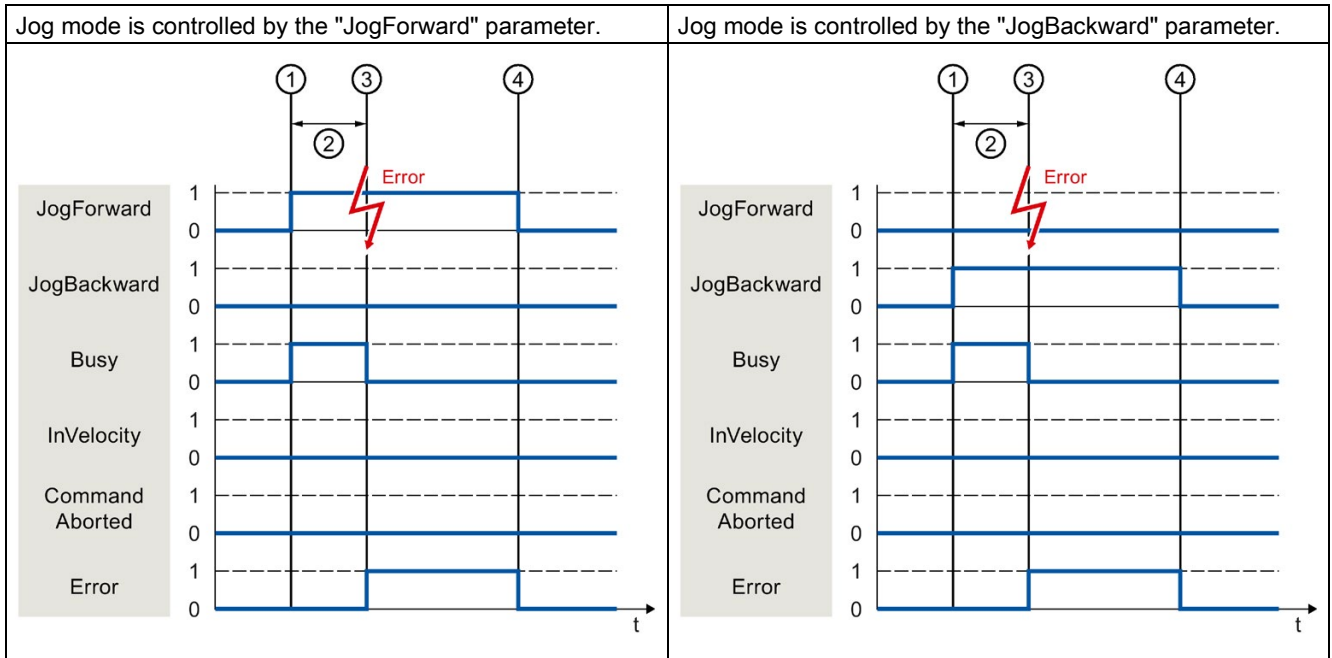 Jog mode is controlled by the "JogForward" parameter.
Jog mode is controlled by the "JogBackward" parameter.
① ③ ④
②
Error
JogForward 1
0
JogBackward 1
0
Busy 1
0
InVelocity 1
0
Command 1
Aborted
0
Error 1
0
t
① ③ ④
②
Error
JogForward 1
0
JogBackward 1
0
Busy 1
0
InVelocity 1
0
Command 1
Aborted
0
Error 1
0
t